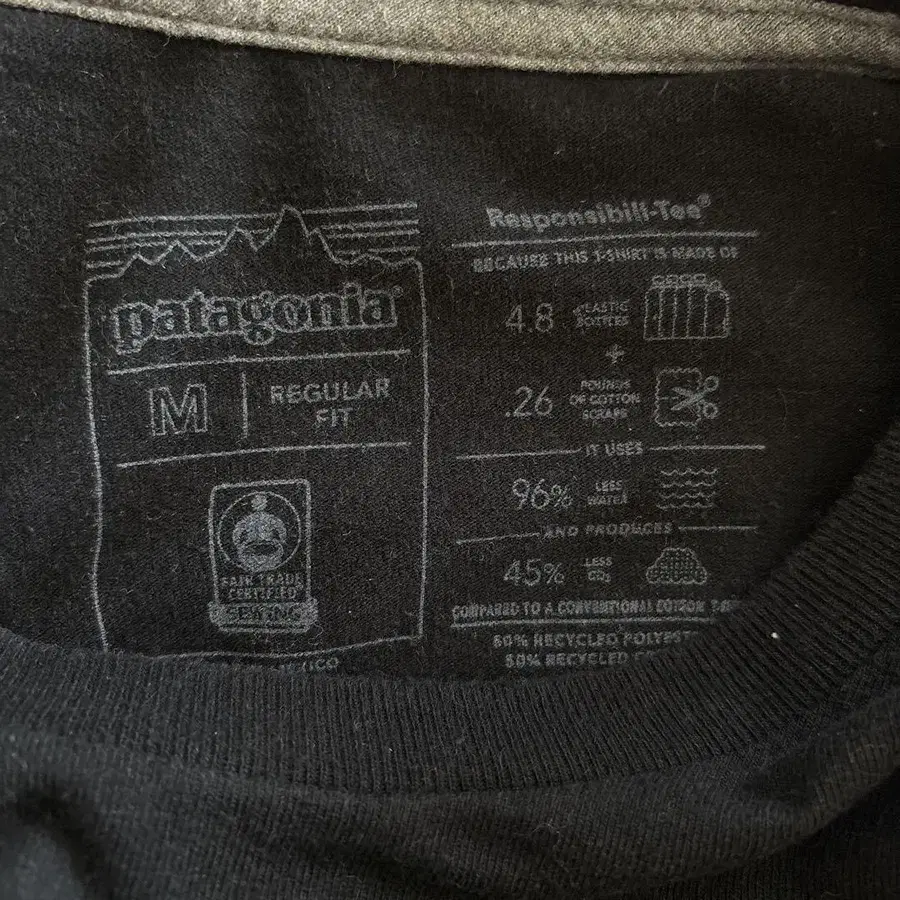 patagonia®
M
REGULAR
FIT
FAIR TRADE
CERTIFIED
SEWING
Responsibili-Tee®
BECAUSE THIS T-SHIRT IS MADE OF
4.8 PLASTIC
BOTTLES
+
.26 POUNDS
OF COTTON
SCRAPS
IT USES
96% LESS
WATER
AND PRODUCES
45% LESS
CO₂
COMPARED TO A CONVENTIONAL COTTON
50% RECYCLED
50% RECYCLED